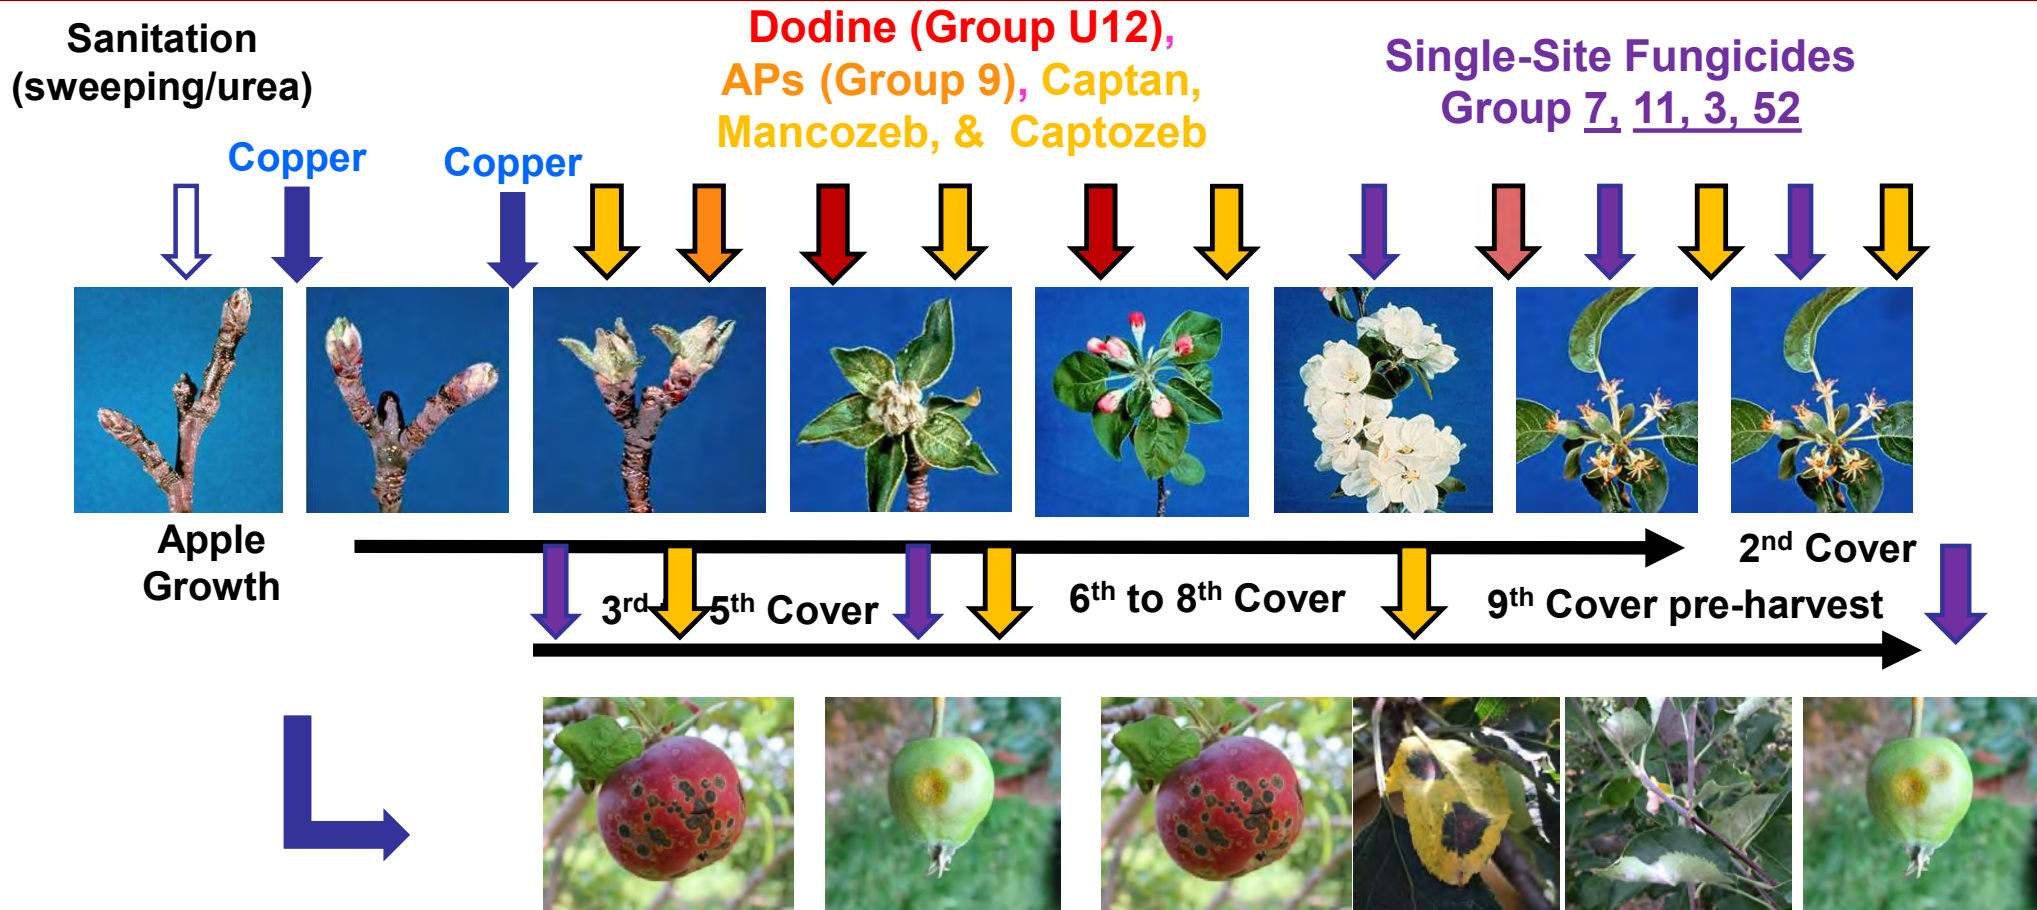 Sanitation
(sweeping/urea)
Dodine (Group U12),
APs (Group 9), Captan,
Mancozeb, & Captozeb
Single-Site Fungicides
Group 7, 11, 3, 52
Copper
Copper
Apple
Growth
2nd Cover
3rd 5th Cover
6th to 8th Cover
9th Cover pre-harvest